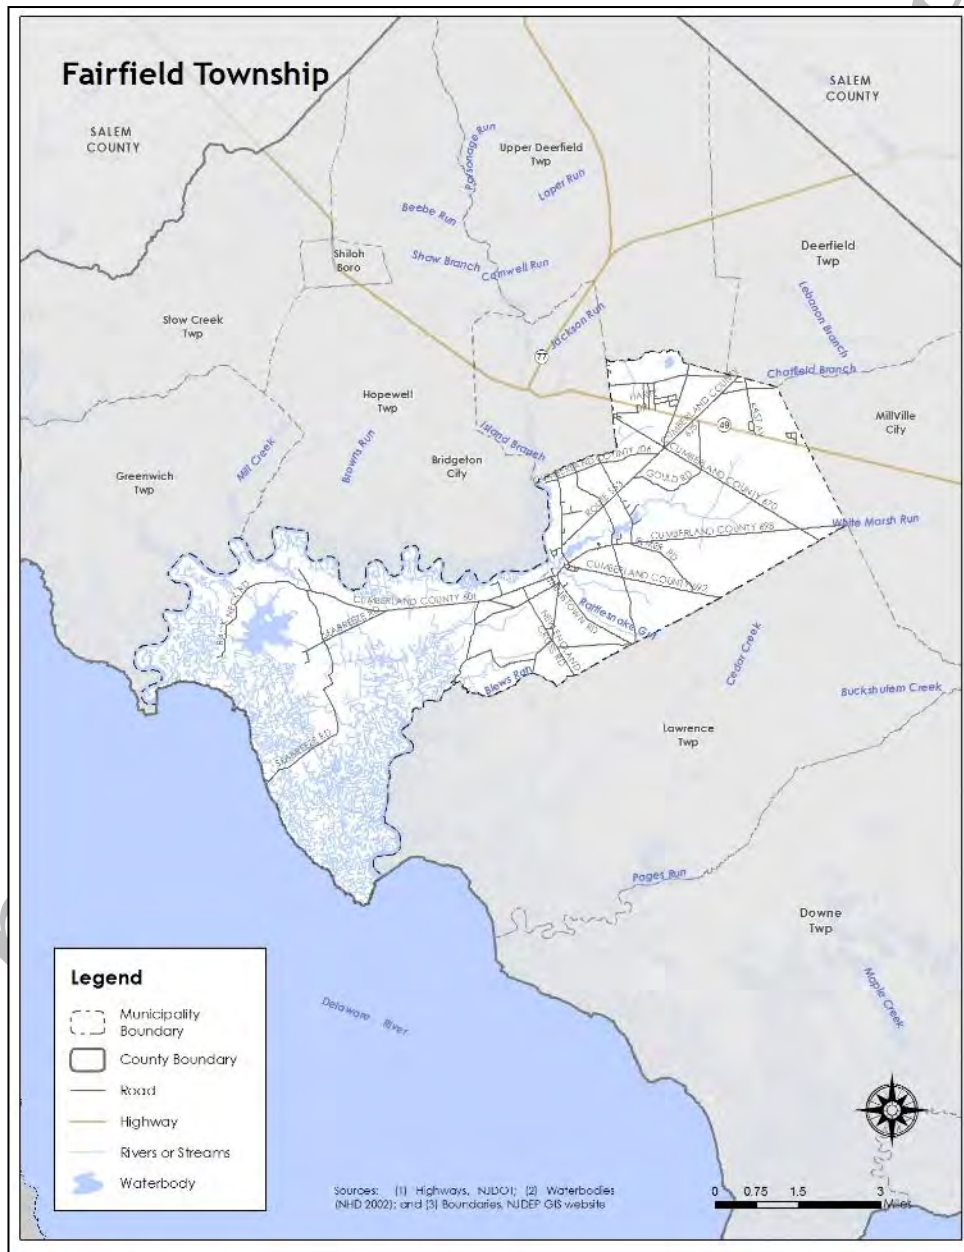 Fairfield Township
SALEM
COUNTY
SALEM
COUNTY
Parsonage Run
Upper Deerfield
Twp
Loper Run
Beebe Run
Shiloh
Boro
Shaw Branch
Cornwell Run
Deerfield
Twp
Lebanon Branch
Stow Creek
Twp
Jackson Run
77
Chatfield Branch
Hopewell
Twp
Millville
City
49
CUMBERLAND COUNTY
Island Branch
Mill Creek
Browns Run
Bridgeton
City
Greenwich
Twp
GOULD RD
CUMBERLAND COUNTY 670
White Marsh Run
CUMBERLAND COUNTY 698
CUMBERLAND COUNTY 692
CUMBERLAND COUNTY 601
SEABREEZE RD
Rattlesnake Gut
Cedar Creek
Blews Run
Buckshutem Creek
Lawrence
Twp
SEABREEZE RD
Pages Run
Downe
Twp
Maple Creek
Delaware River
Legend
Municipality
Boundary
County Boundary
Road
Highway
Rivers or Streams
Waterbody
Sources: (1) Highways, NJDOT; (2) Waterbodies
(NHD 2002); and (3) Boundaries, NJDEP GIS website
0 0.75 1.5 3
Miles